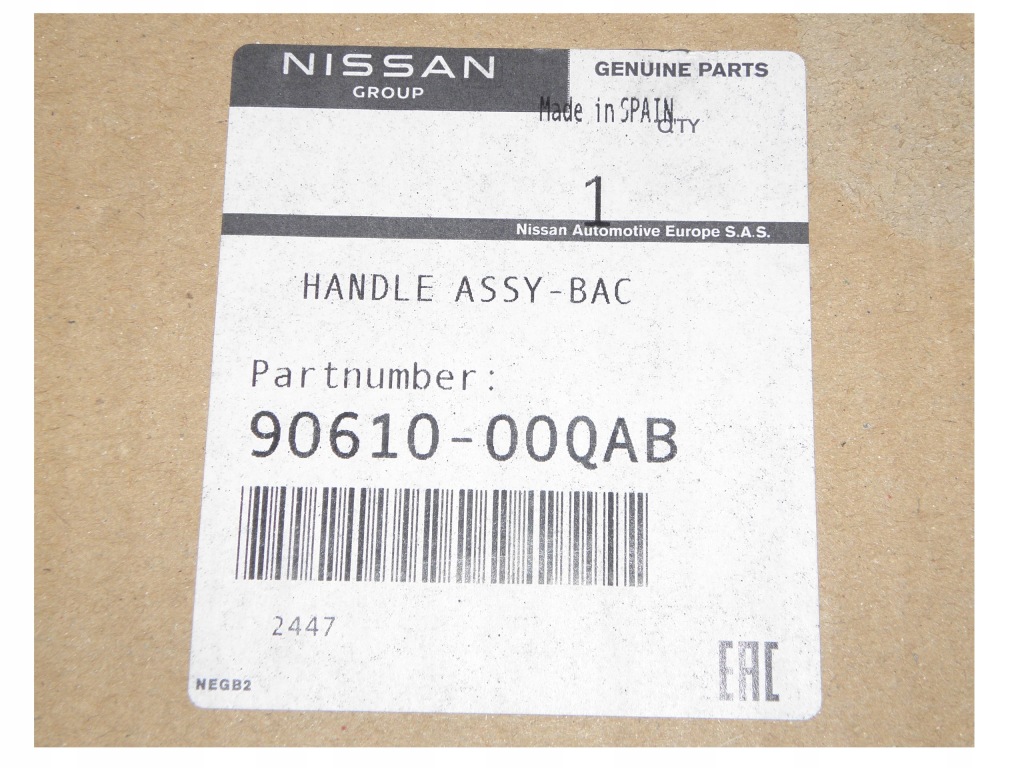 NISSAN
GROUP
GENUINE PARTS
Made in SPAIN
Q'TY
1
Nissan Automotive Europe S.A.S.
HANDLE ASSY-BAC
Partnumber:
90610-00QAB
2447
NEGB2
EAC